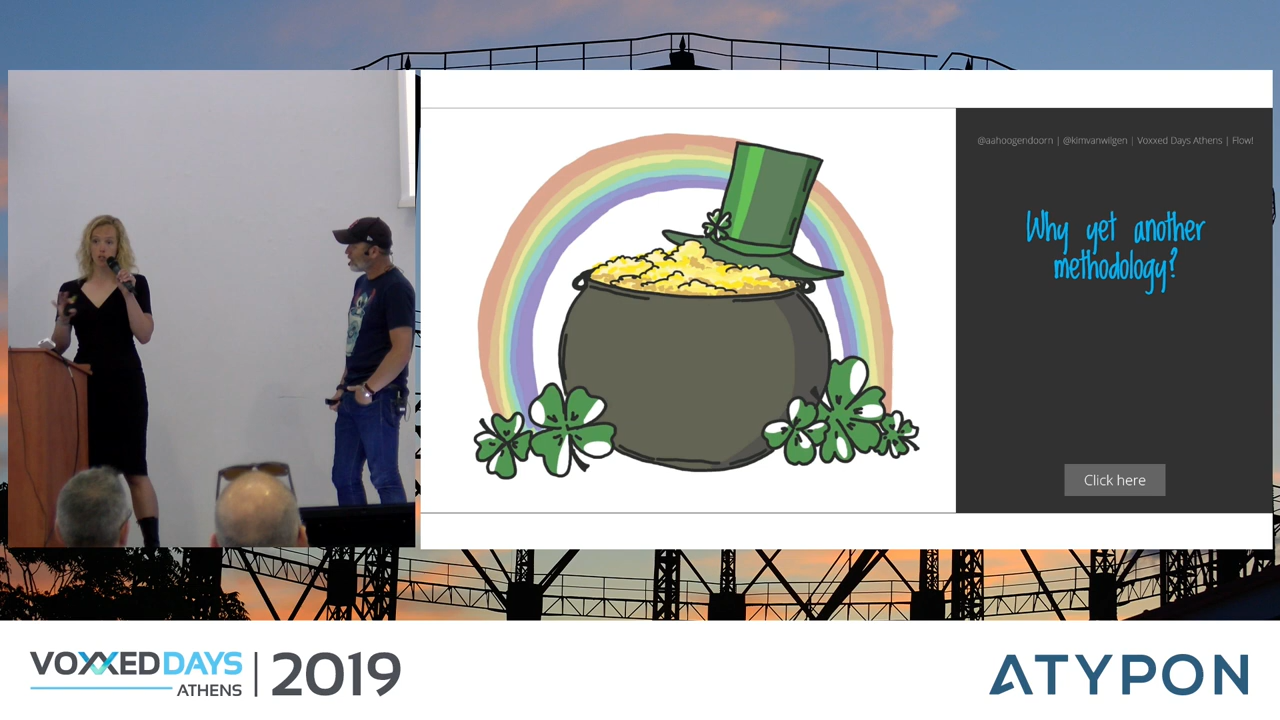 @aahoogendoorn | @kimvanwilgen | Voxxed Days Athens | Flow!
Why yet another
methodology?
Click here
VOXXED DAYS
ATHENS
2019
ATYPON